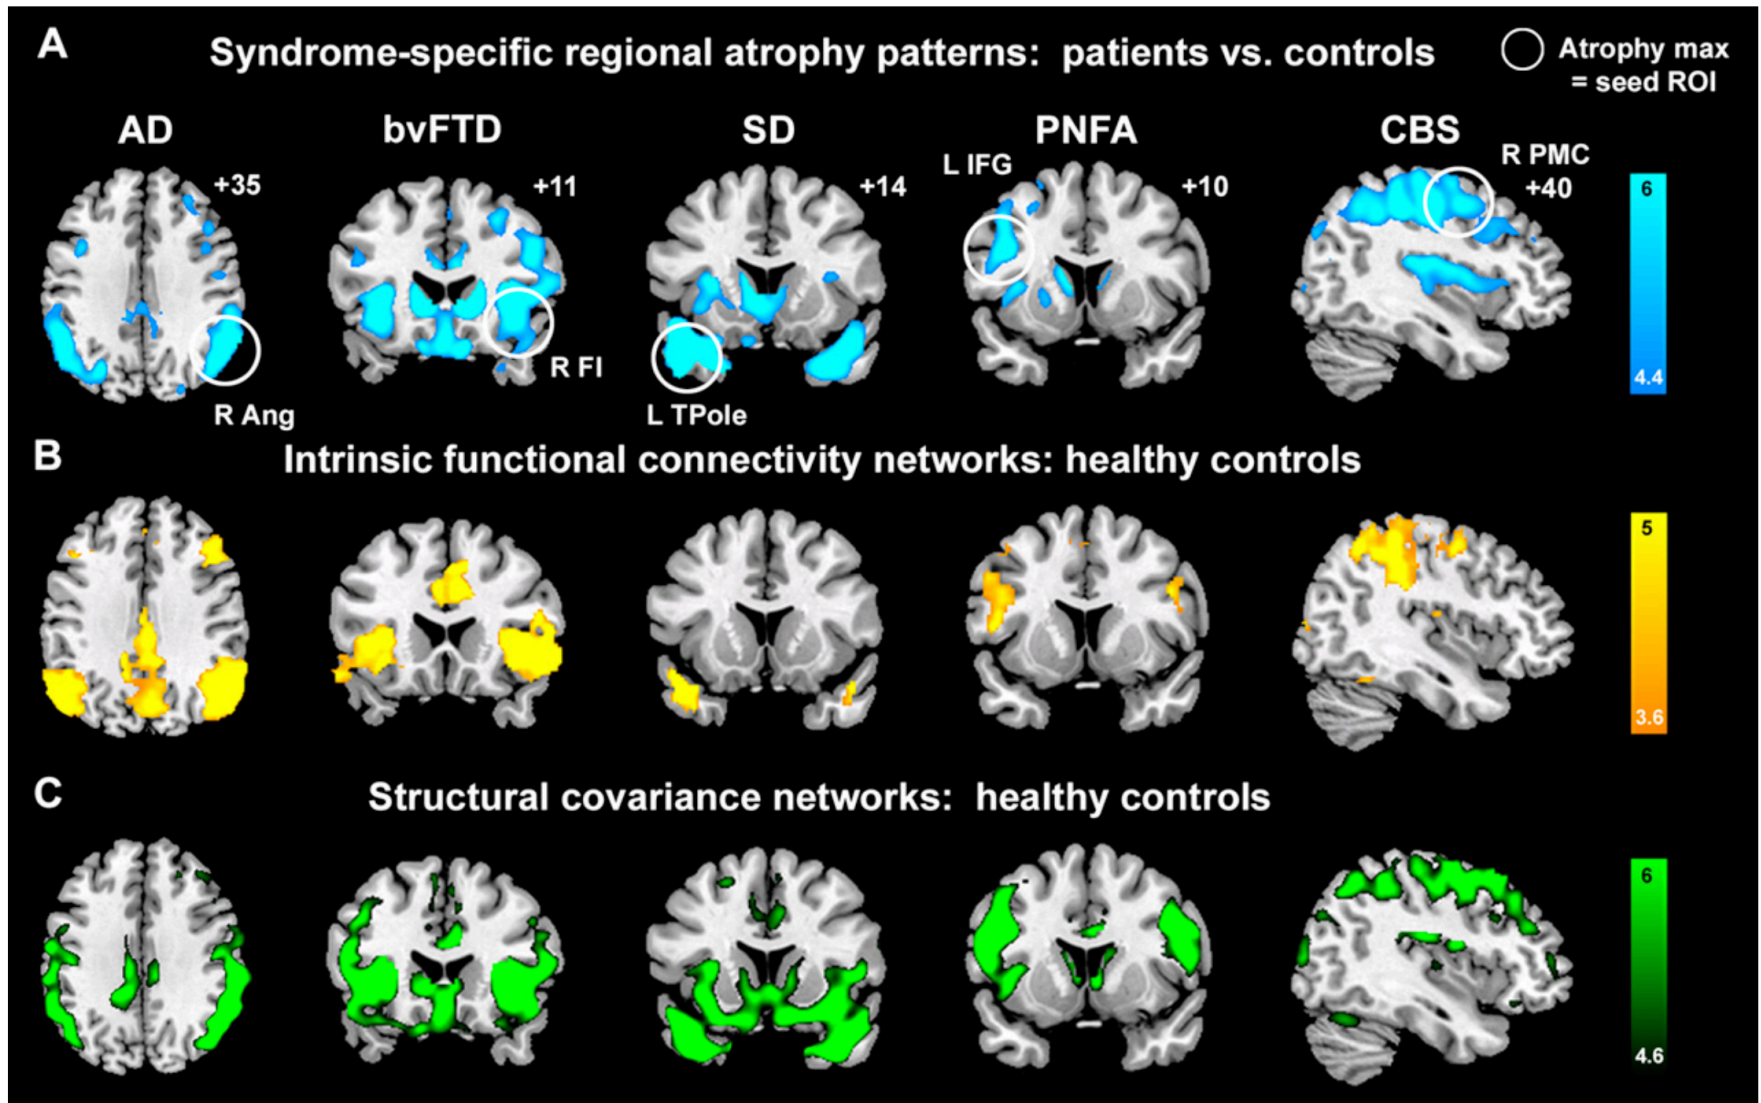 A
Syndrome-specific regional atrophy patterns: patients vs. controls
Atrophy max
= seed ROI
AD
bvFTD
SD
PNFA
CBS
+35
+11
+14
L IFG
+10
R PMC
+40
6
4.4
R Ang
R FI
L TPole
B
Intrinsic functional connectivity networks: healthy controls
5
3.6
C
Structural covariance networks: healthy controls
6
4.6